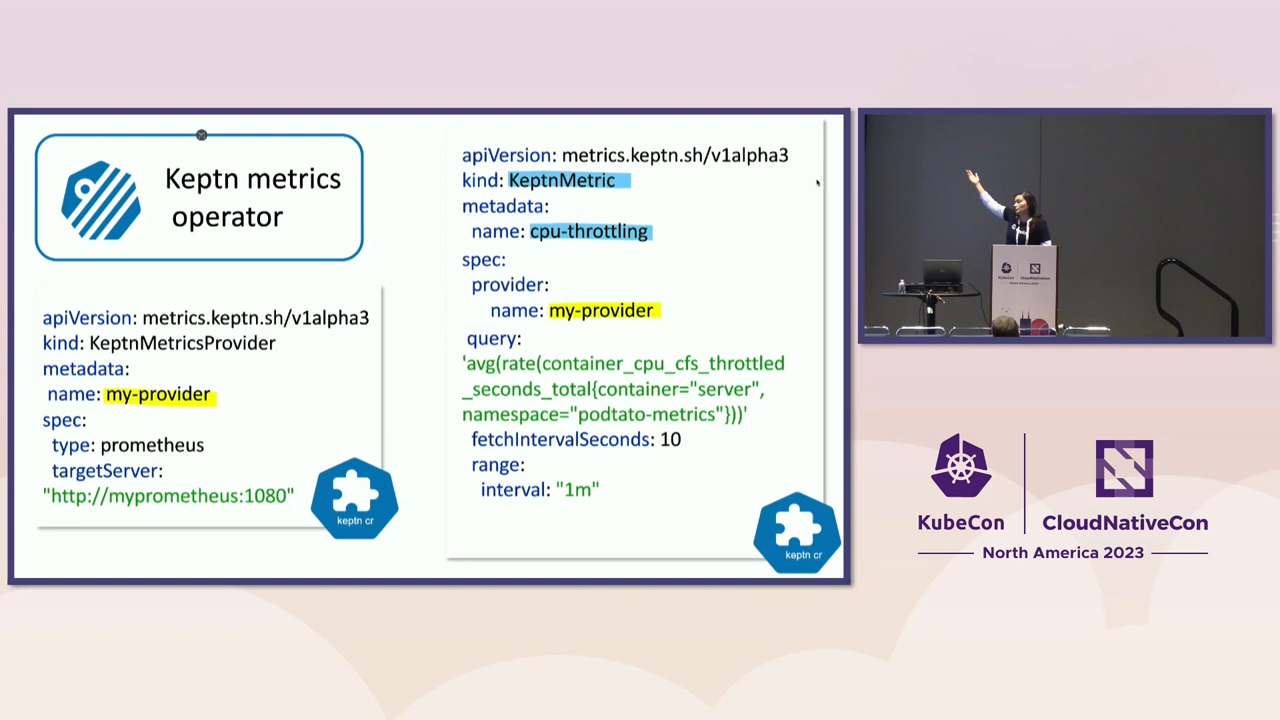 Keptn metrics
operator
apiVersion: metrics.keptn.sh/v1alpha3
kind: KeptnMetricsProvider
metadata:
name: my-provider
spec:
type: prometheus
targetServer:
"http://myprometheus:1080"
keptn cr
apiVersion: metrics.keptn.sh/v1alpha3
kind: KeptnMetric
metadata:
name: cpu-throttling
spec:
provider:
name: my-provider
query:
'avg(rate(container_cpu_cfs_throttled
_seconds_total{container="server",
namespace="podtato-metrics"}))'
fetchIntervalSeconds: 10
range:
interval: "1m"
keptn cr
KubeCon CloudNativeCon
KubeCon
CloudNativeCon
North America 2023